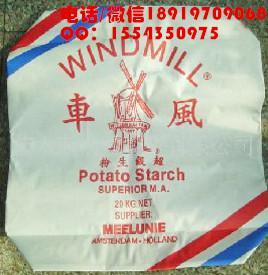 电话/微信18919709068
QQ：1554350975
WINDMILL®
車 風
粉生級超
Potato Starch
SUPERIOR M.A.
20 KG NET
SUPPLIER:
MEELUNIE
AMSTERDAM - HOLLAND